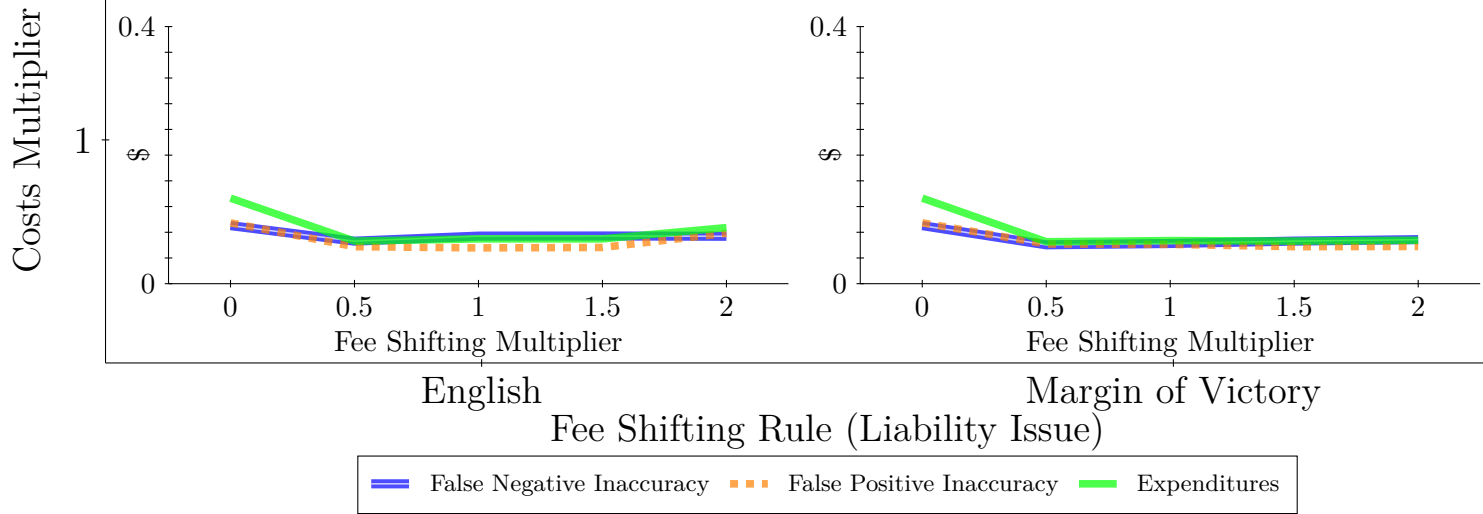 Costs Multiplier
1
0.4
$
0
0
0.5
1
1.5
2
Fee Shifting Multiplier
English
0.4
$
0
0
0.5
1
1.5
2
Fee Shifting Multiplier
Margin of Victory
Fee Shifting Rule (Liability Issue)
False Negative Inaccuracy
False Positive Inaccuracy
Expenditures